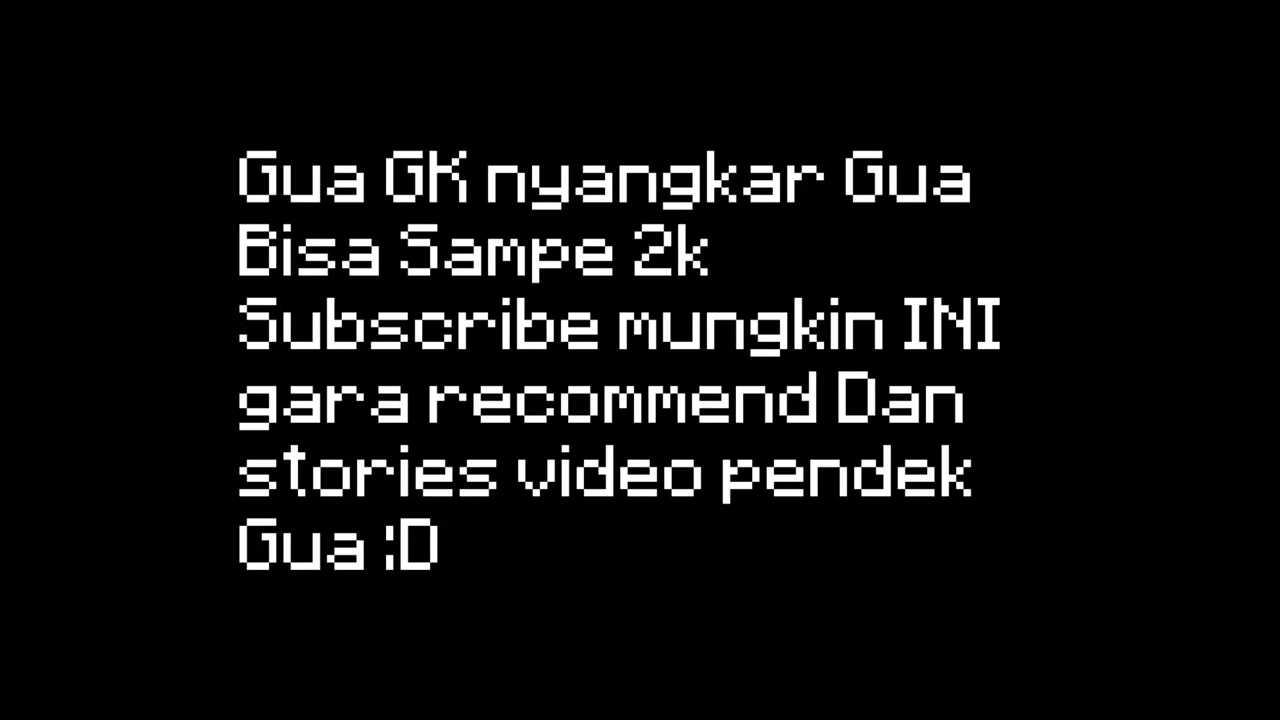 Gua GK nyangkar Gua
Bisa Sampe 2k
Subscribe mungkin INI
gara recommend Dan
stories video pendek
Gua :D